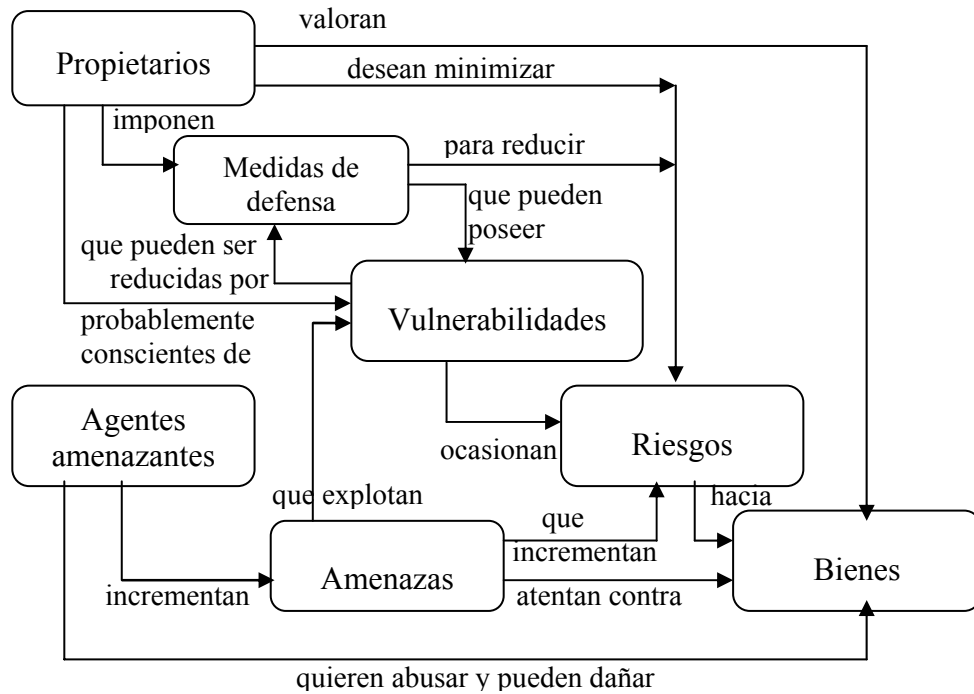 valoran
Propietarios
desean minimizar
imponen
para reducir
Medidas de
defensa
que pueden
poseer
que pueden ser
reducidas por
Vulnerabilidades
probablemente
conscientes de
Agentes
amenazantes
ocasionan
Riesgos
que explotan
hacia
que
incrementan
Amenazas
Bienes
incrementan
atentan contra
quieren abusar y pueden dañar